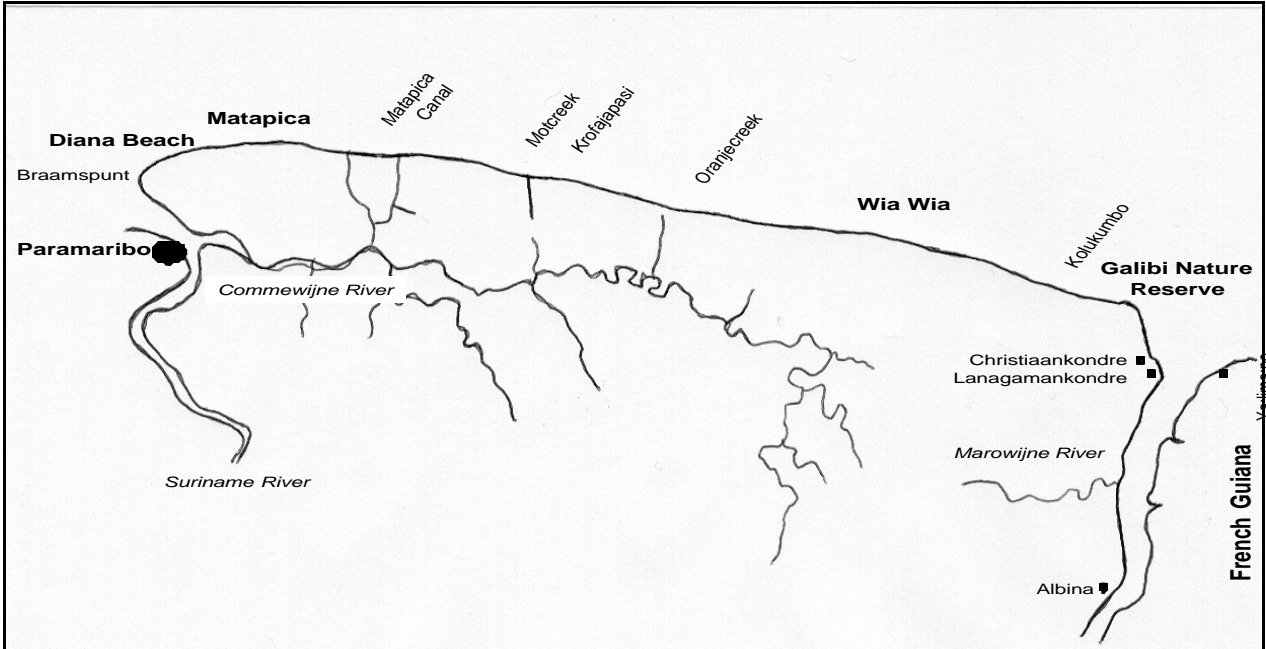 Matapica
Canal
Matapica
Motcreek
Krofajapasi
Diana Beach
Oranjecreek
Braamspunt
Wia Wia
Kolukumbo
Paramaribo
Galibi Nature
Reserve
Commewijne River
Christiaankondre
Lanagamankondre
Marowijne River
Suriname River
French Guiana
Albina